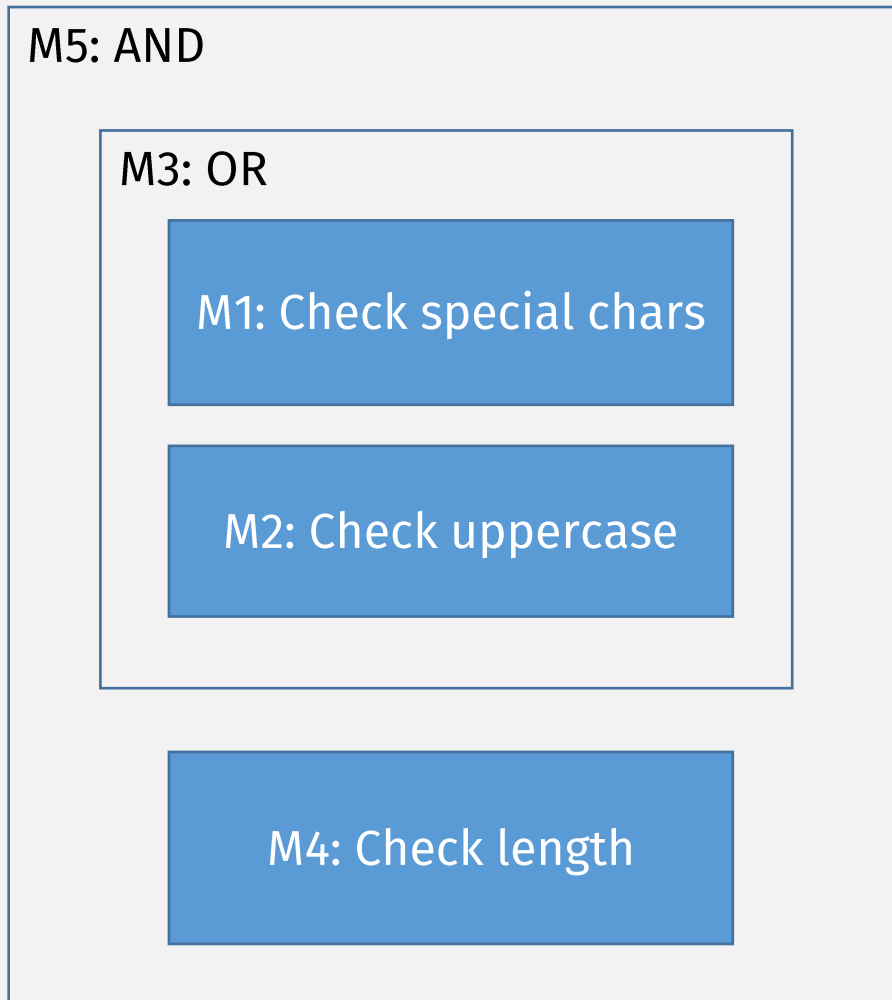 M5: AND
M3: OR
M1: Check special chars
M2: Check uppercase
M4: Check length